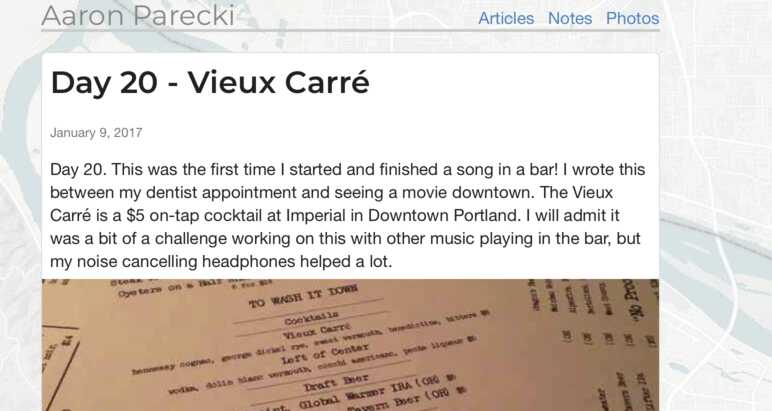 Aaron Parecki
Articles Notes Photos
Day 20 - Vieux Carré
January 9, 2017
Day 20. This was the first time I started and finished a song in a bar! I wrote this
between my dentist appointment and seeing a movie downtown. The Vieux
Carré is a $5 on-tap cocktail at Imperial in Downtown Portland. I will admit it
was a bit of a challenge working on this with other music playing in the bar, but
my noise cancelling headphones helped a lot.
Oysters on a Half
TO WASH IT DOWN
Cocktails
Vieux Carré
hennessy cognac, george dickel rye, sweet vermouth, benedictine, bitters
Left of Center
vodka, dolin blanc vermouth, cocchi americano,
Draft Beer
Global Warmer IRA (OR)
Tavern Beer (OR)
"No Pro